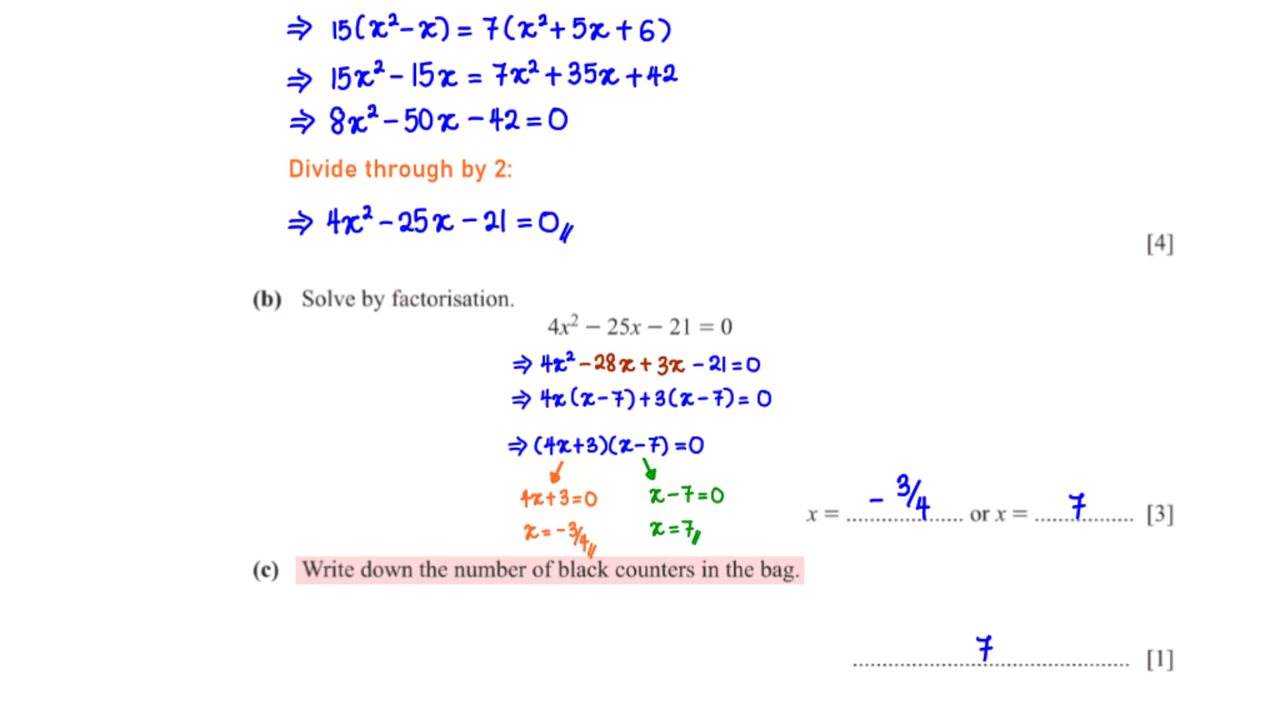 ⇒ 15(x² - x) = 7(x² + 5x + 6)
⇒ 15x² - 15x = 7x² + 35x + 42
⇒ 8x² - 50x - 42 = 0
Divide through by 2:
⇒ 4x² - 25x - 21 = 0
[4]
(b) Solve by factorisation.
4x² − 25x − 21 = 0
⇒ 4x² - 28x + 3x - 21 = 0
⇒ 4x(x - 7) + 3(x - 7) = 0
⇒ (4x + 3)(x - 7) = 0
4x + 3 = 0 x - 7 = 0
x = -3/4 x = 7
x = - 3/4 or x = 7 [3]
(c) Write down the number of black counters in the bag.
7 [1]